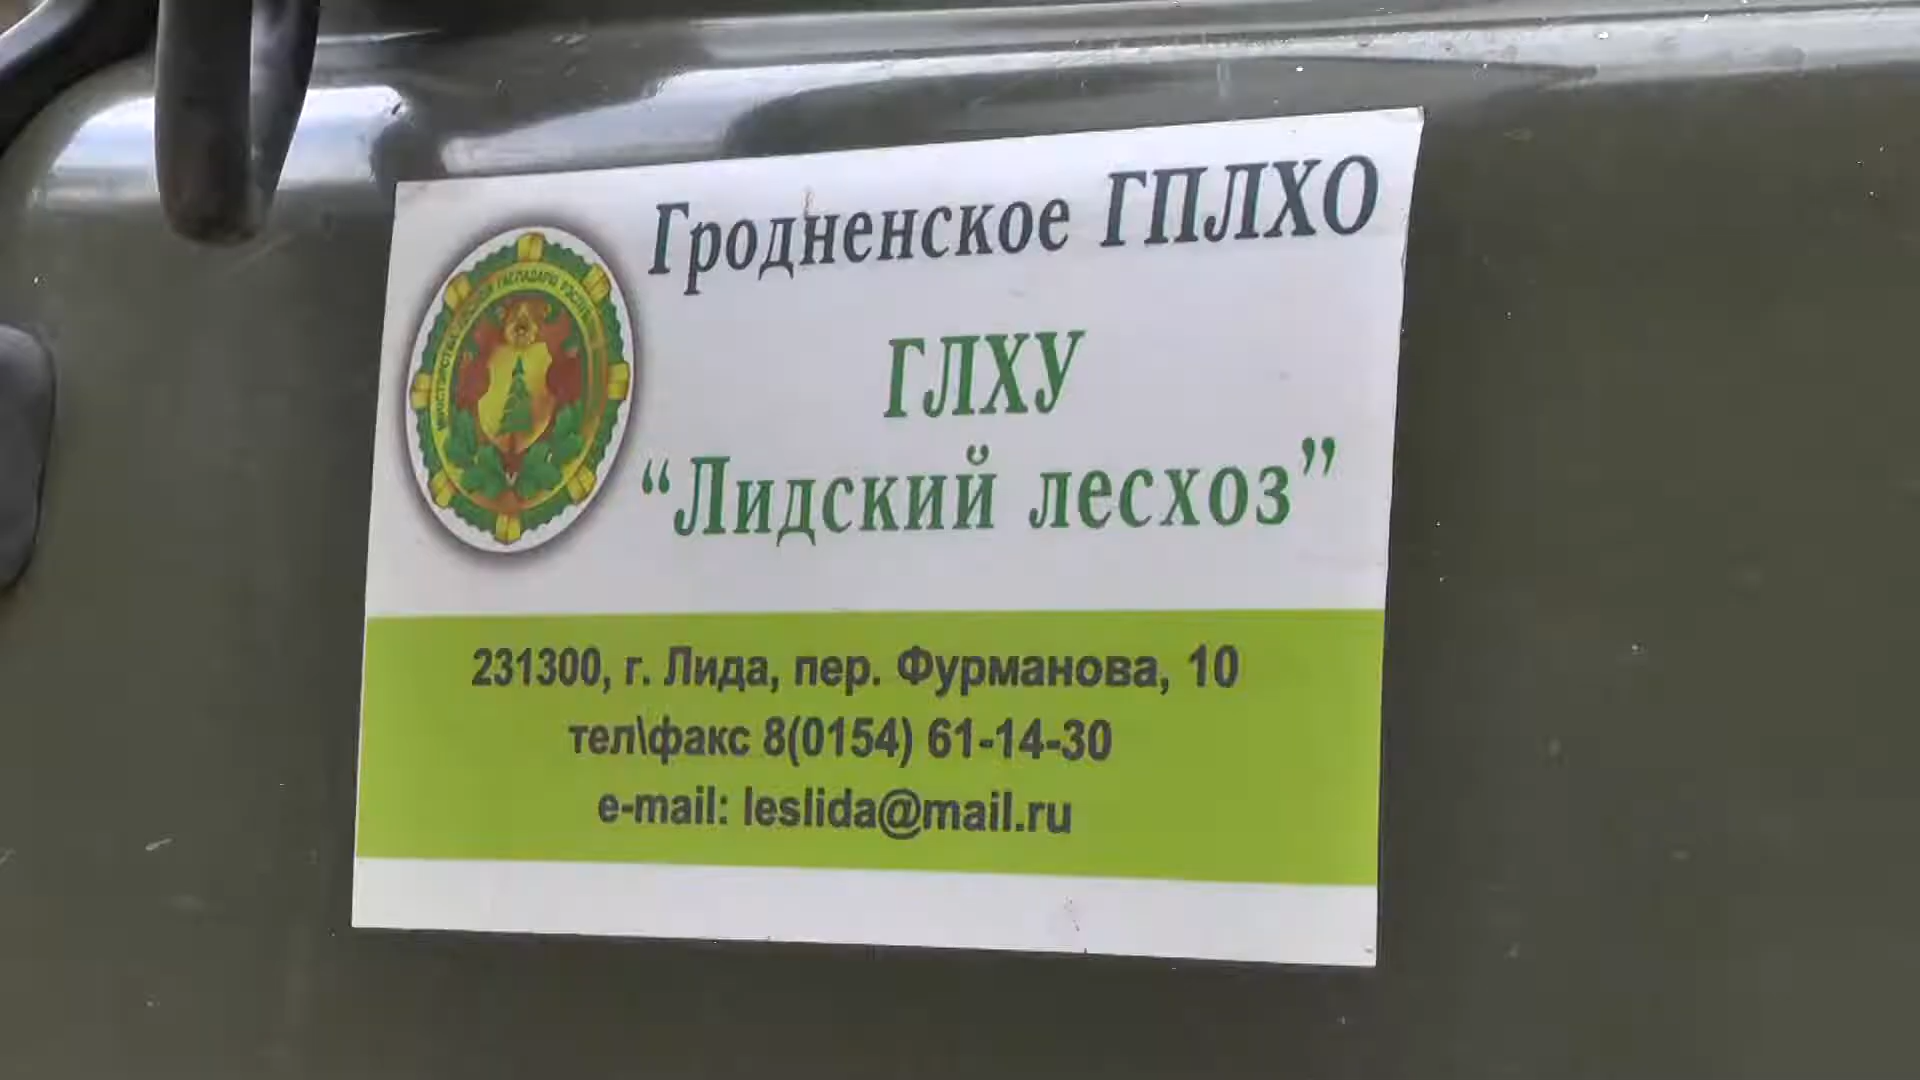 Гродненское ГПЛХО
ГЛХУ
“Лидский лесхоз”
231300, г. Лида, пер. Фурманова, 10
тел\факс 8(0154) 61-14-30
e-mail: leslida@mail.ru